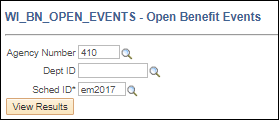 WI_BN_OPEN_EVENTS - Open Benefit Events
Agency Number 410
Dept ID
Sched ID* em2017
View Results